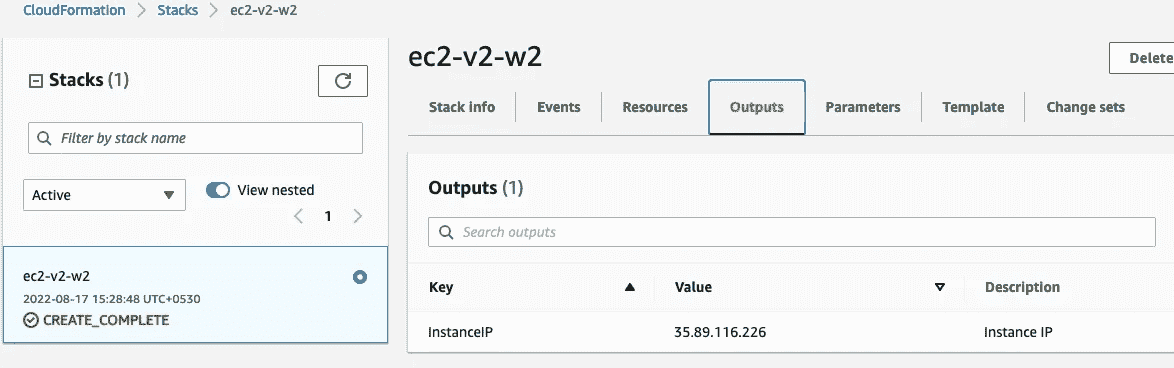 CloudFormation > Stacks > ec2-v2-w2
Stacks (1)
Filter by stack name
Active
View nested
1
ec2-v2-w2
2022-08-17 15:28:48 UTC+0530
CREATE_COMPLETE
ec2-v2-w2
Delete
Stack info Events Resources Outputs Parameters Template Change sets
Outputs (1)
Search outputs
Key Value Description
InstanceIP 35.89.116.226 Instance IP